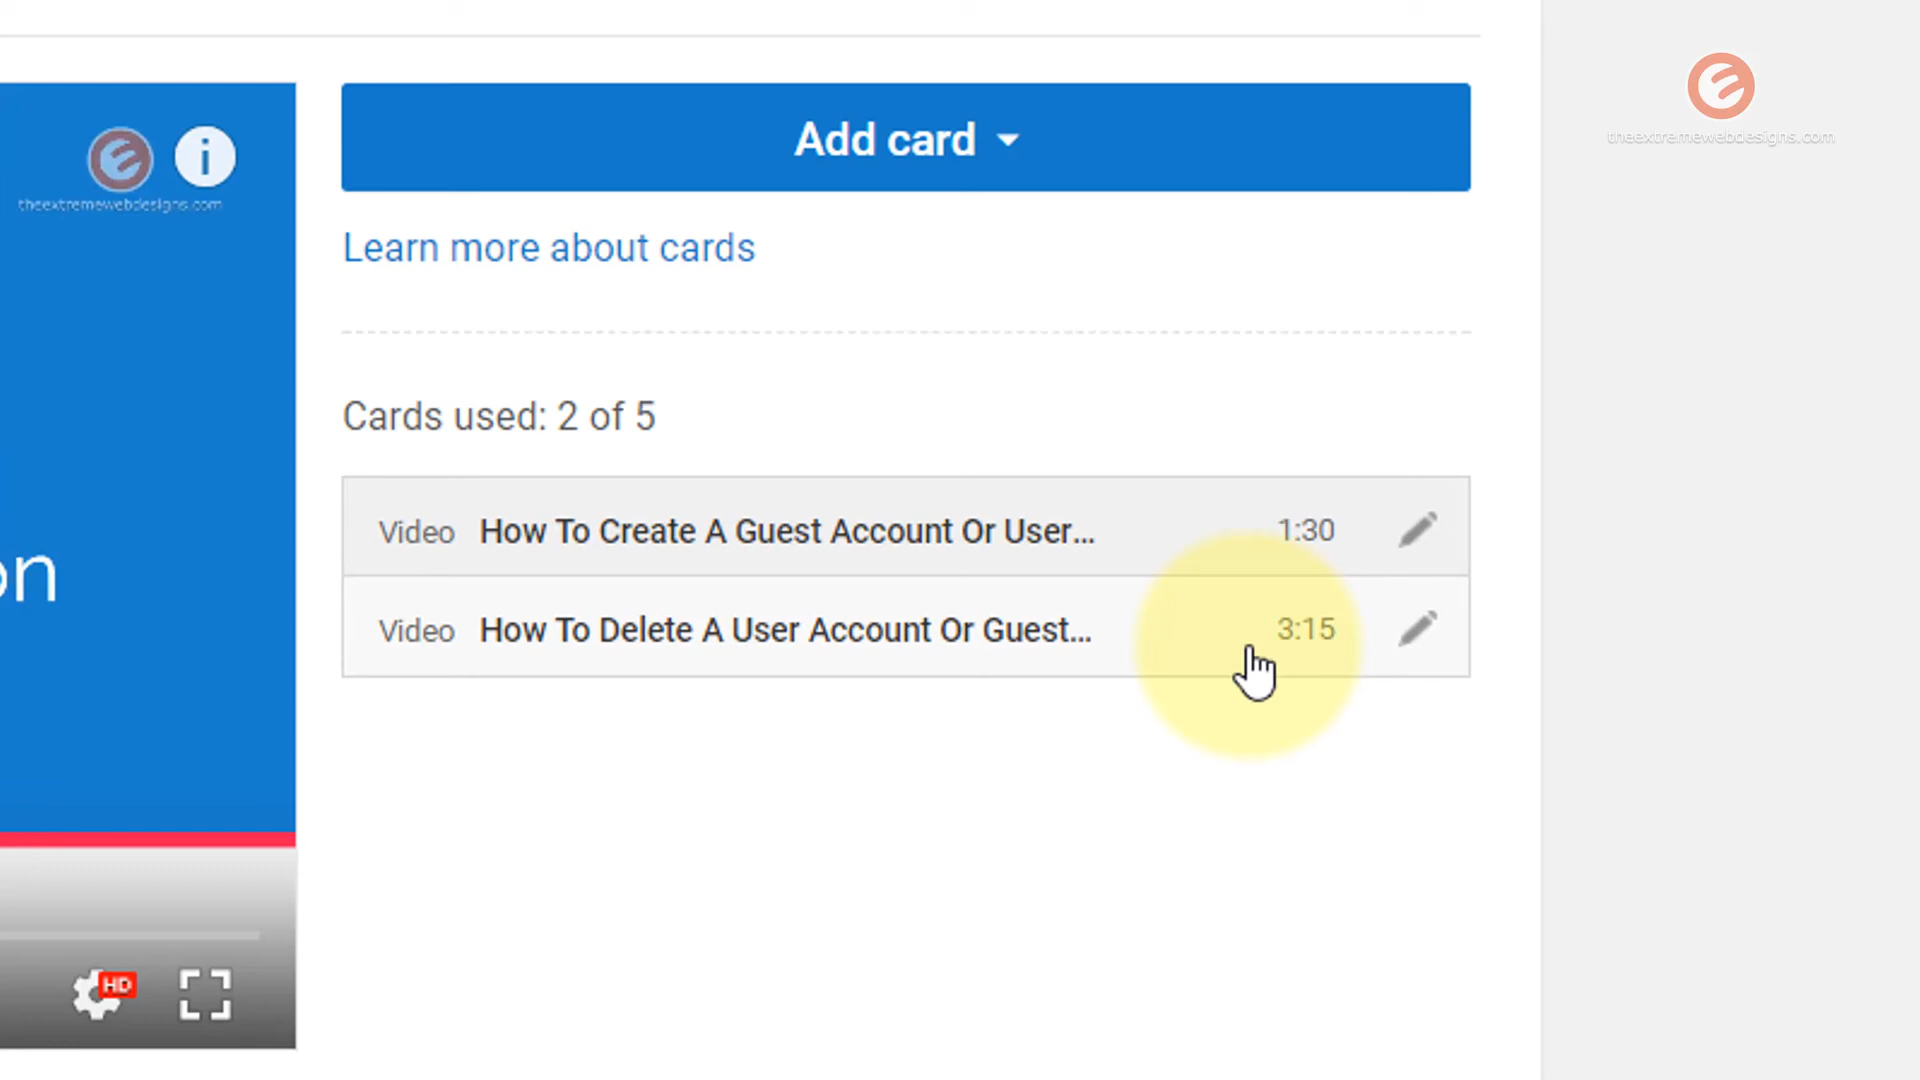 Add card
theextremewebdesigns.com
i
theextremewebdesigns.com
Learn more about cards
Cards used: 2 of 5
Video How To Create A Guest Account Or User... 1:30
Video How To Delete A User Account Or Guest... 3:15
on
HD